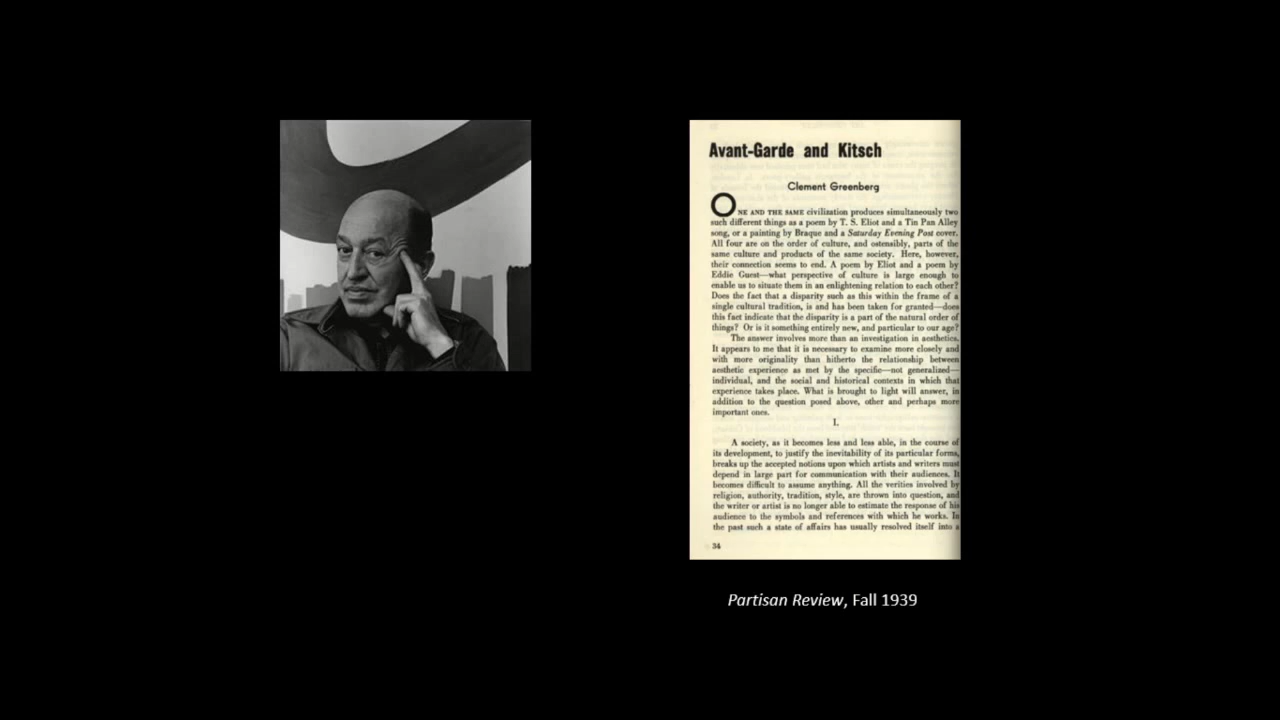 Avant-Garde and Kitsch
Clement Greenberg
ONE AND THE SAME civilization produces simultaneously two
such different things as a poem by T. S. Eliot and a Tin Pan Alley
song, or a painting by Braque and a Saturday Evening Post cover.
All four are on the order of culture, and ostensibly, parts of the
same culture and products of the same society. Here, however,
their connection seems to end. A poem by Eliot and a poem by
Eddie Guest—what perspective of culture is large enough to
enable us to situate them in an enlightening relation to each other?
Does the fact that a disparity such as this within the frame of a
single cultural tradition, is and has been taken for granted—does
this fact indicate that the disparity is a part of the natural order of
things? Or is it something entirely new, and particular to our age?
The answer involves more than an investigation in aesthetics.
It appears to me that it is necessary to examine more closely and
with more originality than hitherto the relationship between
aesthetic experience as met by the specific—not generalized—
individual, and the social and historical contexts in which that
experience takes place. What is brought to light will answer, in
addition to the question posed above, other and perhaps more
important ones.
I.
A society, as it becomes less and less able, in the course of
its development, to justify the inevitability of its particular forms,
breaks up the accepted notions upon which artists and writers must
depend in large part for communication with their audiences. It
becomes difficult to assume anything. All the verities involved by
religion, authority, tradition, style, are thrown into question, and
the writer or artist is no longer able to estimate the response of his
audience to the symbols and references with which he works. In
the past such a state of affairs has usually resolved itself into a
34
Partisan Review, Fall 1939